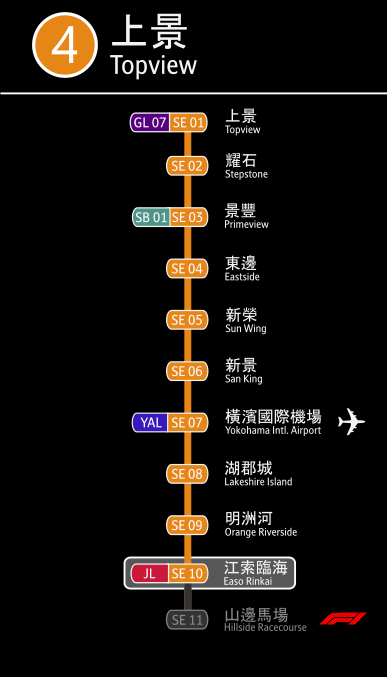 4
上景
Topview
GL 07 SE 01 上景
Topview
SE 02 耀石
Stepstone
SB 01 SE 03 景豐
Primeview
SE 04 東邊
Eastside
SE 05 新榮
Sun Wing
SE 06 新景
San King
YAL SE 07 橫濱國際機場
Yokohama Intl. Airport
SE 08 湖郡城
Lakeshire Island
SE 09 明洲河
Orange Riverside
JL SE 10 江索臨海
Easo Rinkai
SE 11 山邊馬場
Hillside Racecourse